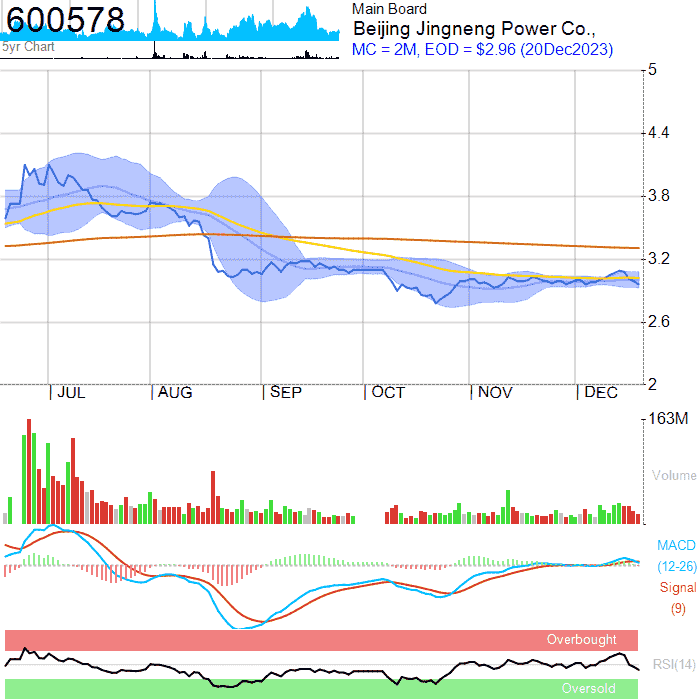 600578
5yr Chart
Main Board
Beijing Jingneng Power Co.,
MC = 2M, EOD = $2.96 (20Dec2023)
5
4.4
3.8
3.2
2.6
2
JUL
AUG
SEP
OCT
NOV
DEC
163M
Volume
MACD
(12-26)
Signal
(9)
Overbought
RSI(14)
Oversold